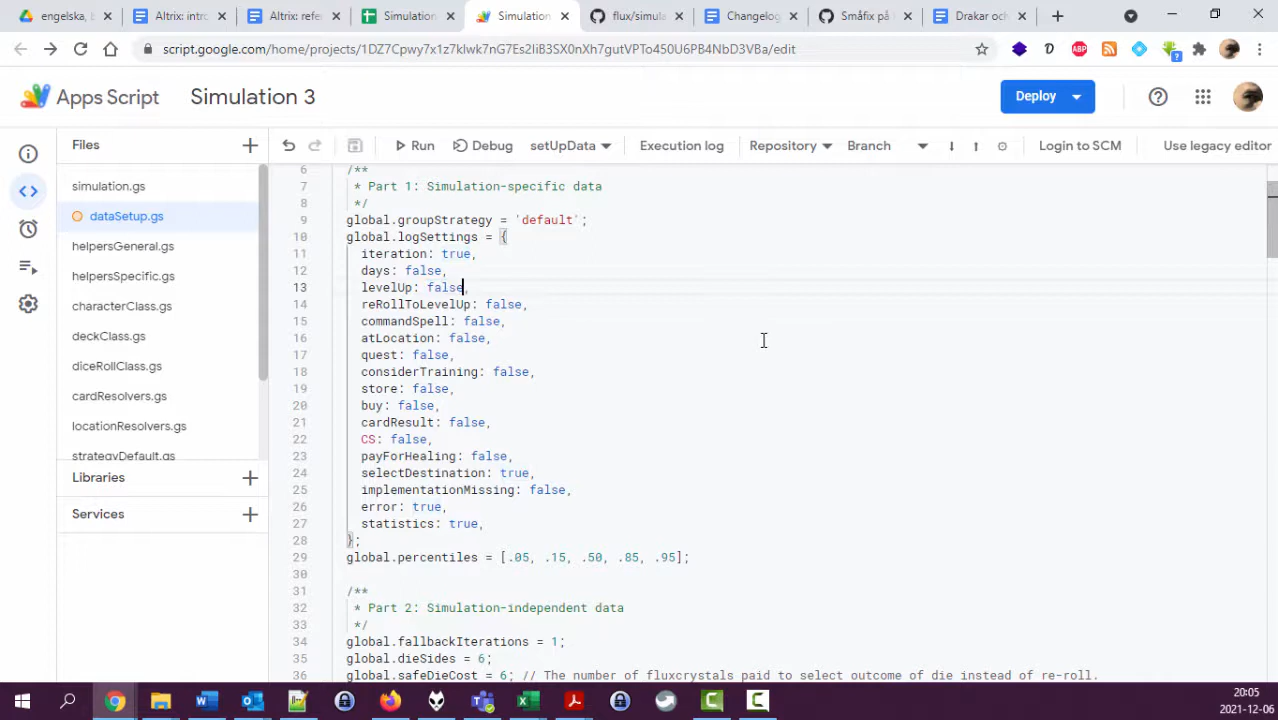 engelska,
Altrix: intro
Altrix: refe
Simulation
Simulation
flux/simula
Changelog
Småfix på
Drakar och
script.google.com/home/projects/1DZ7Cpwy7x1z7klwk7nG7Es2IiB3SX0nXh7gutVPTo450U6PB4NbD3VBa/edit
Apps Script
Simulation 3
Deploy
Files
Run
Debug
setUpData
Execution log
Repository
Branch
Login to SCM
Use legacy editor
simulation.gs
dataSetup.gs
helpersGeneral.gs
helpersSpecific.gs
characterClass.gs
deckClass.gs
diceRollClass.gs
cardResolvers.gs
locationResolvers.gs
strategyDefault.gs
Libraries
Services
6 /**
7 * Part 1: Simulation-specific data
8 */
9 global.groupStrategy = 'default';
10 global.logSettings = {
11 iteration: true,
12 days: false,
13 levelUp: false,
14 reRollToLevelUp: false,
15 commandSpell: false,
16 atLocation: false,
17 quest: false,
18 considerTraining: false,
19 store: false,
20 buy: false,
21 cardResult: false,
22 CS: false,
23 payForHealing: false,
24 selectDestination: true,
25 implementationMissing: false,
26 error: true,
27 statistics: true,
28 };
29 global.percentiles = [.05, .15, .50, .85, .95];
30
31 /**
32 * Part 2: Simulation-independent data
33 */
34 global.fallbackIterations = 1;
35 global.dieSides = 6;
36 global.safeDieCost = 6; // The number of fluxcrystals paid to select outcome of die instead of re-roll.
20:05
2021-12-06